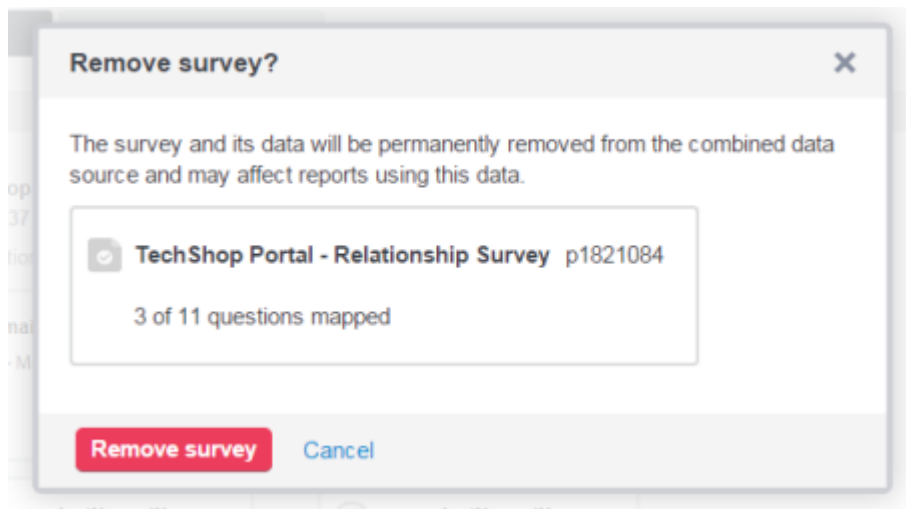 Remove survey?
The survey and its data will be permanently removed from the combined data
source and may affect reports using this data.
TechShop Portal - Relationship Survey p1821084
3 of 11 questions mapped
Remove survey Cancel